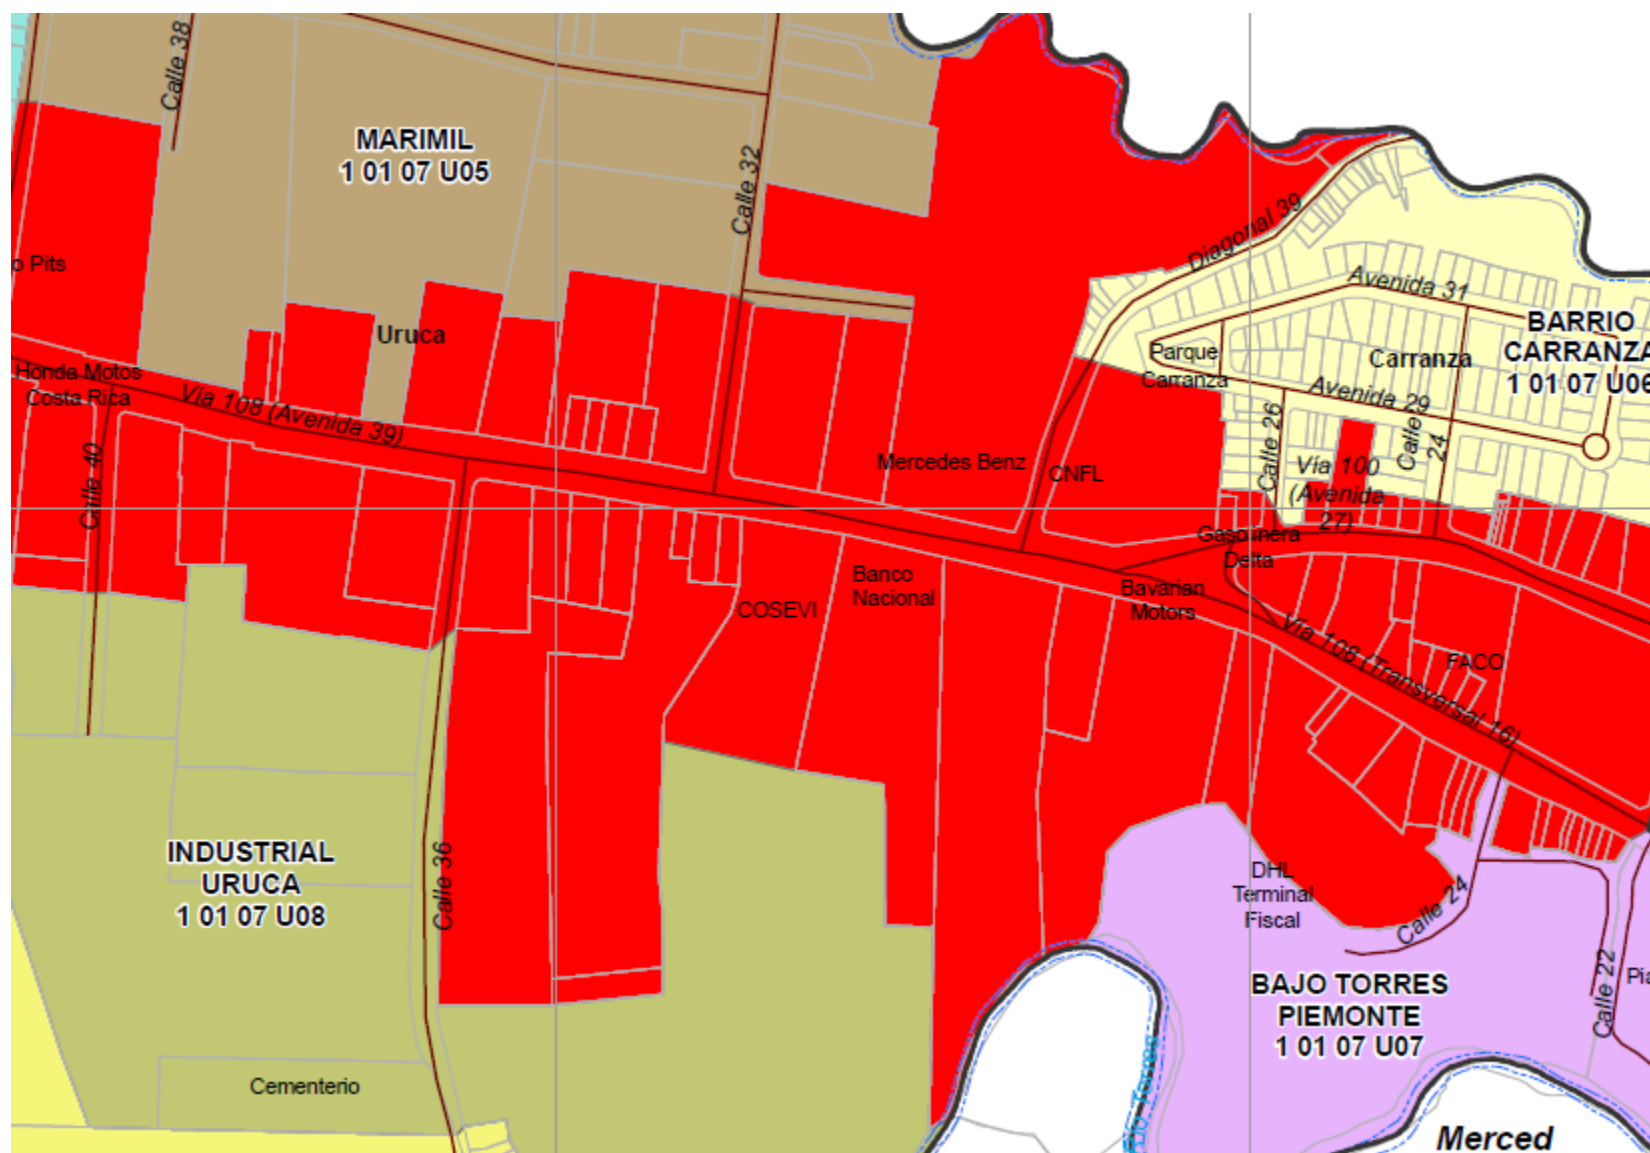 Calle 38
MARIMIL
1 01 07 U05
Calle 32
Diagonal 39
Avenida 31
o Pits
BARRIO
CARRANZA
1 01 07 U06
Uruca
Parque
Carranza
Carranza
Honda Motos
Costa Rica
Vía 108 (Avenida 39)
Avenida 29
Calle 26
Calle
24
Calle 40
Mercedes Benz
CNFL
Vía 100
(Avenida
27)
Gasolinera
Delta
Banco
Nacional
COSEVI
Bavarian
Motors
Vía 108 (Transversal 16)
FACO
INDUSTRIAL
URUCA
1 01 07 U08
Calle 36
DHL
Terminal
Fiscal
Calle 24
Calle 22
BAJO TORRES
PIEMONTE
1 01 07 U07
Pia
Río Torres
Cementerio
Merced